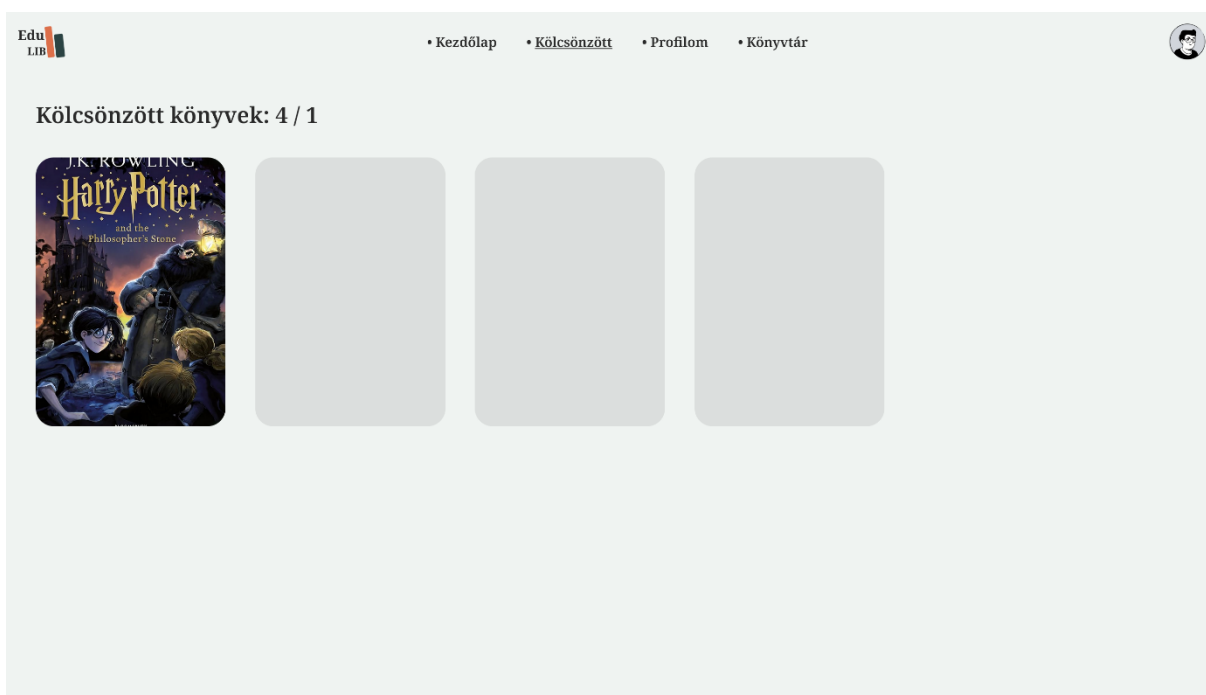 Edu
LIB
• Kezdőlap • Kölcsönzött • Profilom • Könyvtár
Kölcsönzött könyvek: 4 / 1
J.K. ROWLING
Harry Potter
and the
Philosopher's Stone